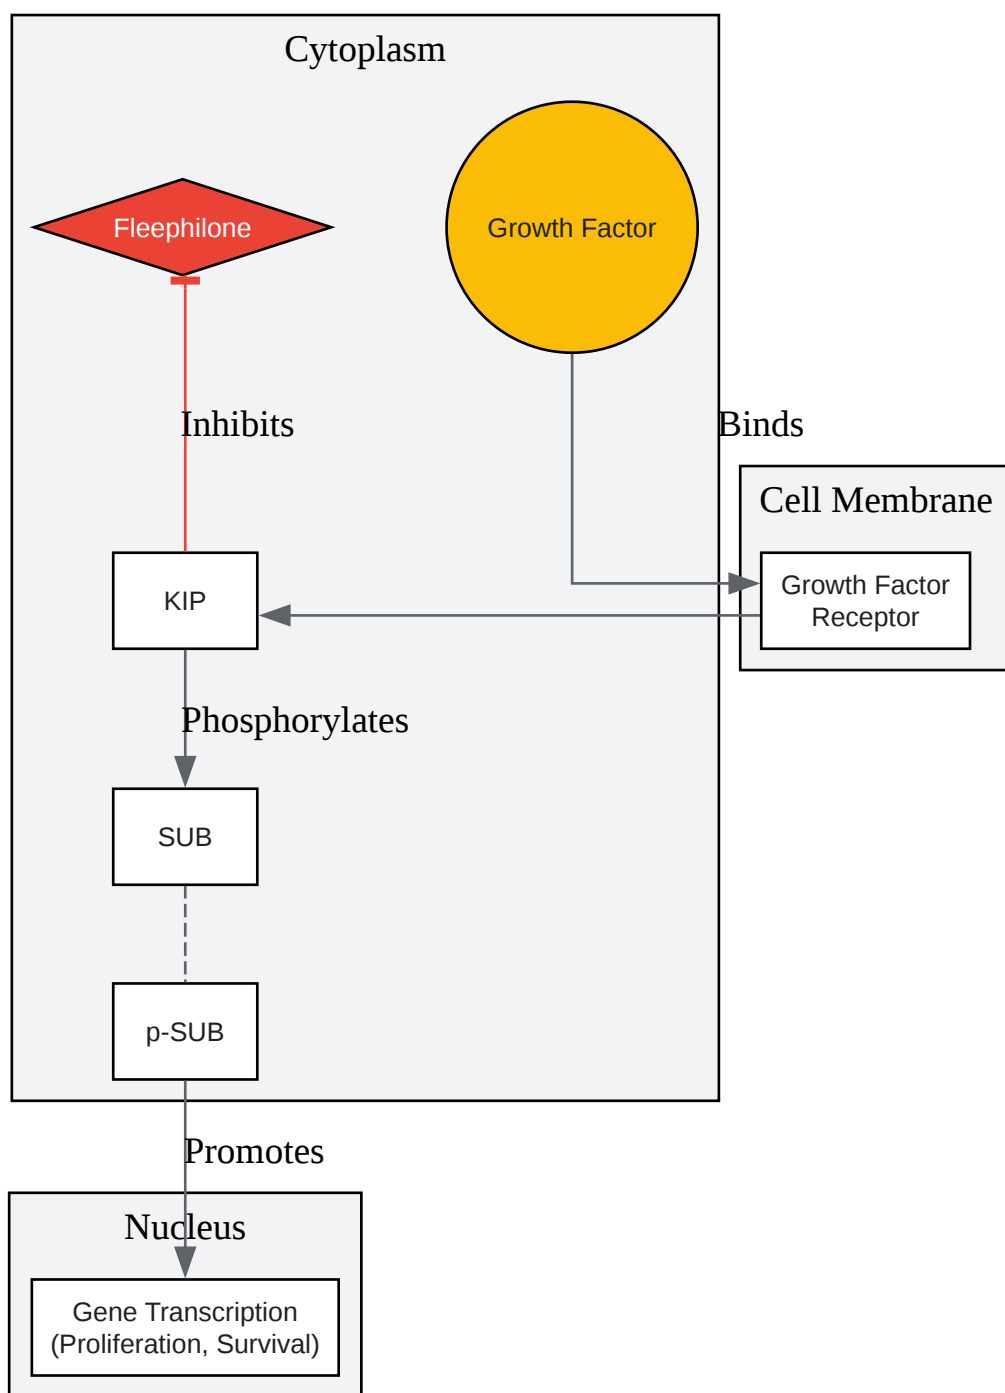 Cytoplasm
Fleephilone
Growth Factor
Inhibits
Binds
Cell Membrane
Growth Factor
Receptor
KIP
Phosphorylates
SUB
p-SUB
Promotes
Nucleus
Gene Transcription
(Proliferation, Survival)